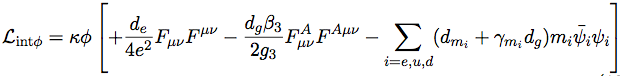 $$\mathcal{L}_{\mathrm{int}\phi} = \kappa\phi \left[ +\frac{d_e}{4e^2} F_{\mu\nu}F^{\mu\nu} - \frac{d_g\beta_3}{2g_3} F^A_{\mu\nu}F^{A\mu\nu} - \sum_{i=e,u,d} (d_{m_i} + \gamma_{m_i}d_g) m_i \bar{\psi}_i\psi_i \right]$$